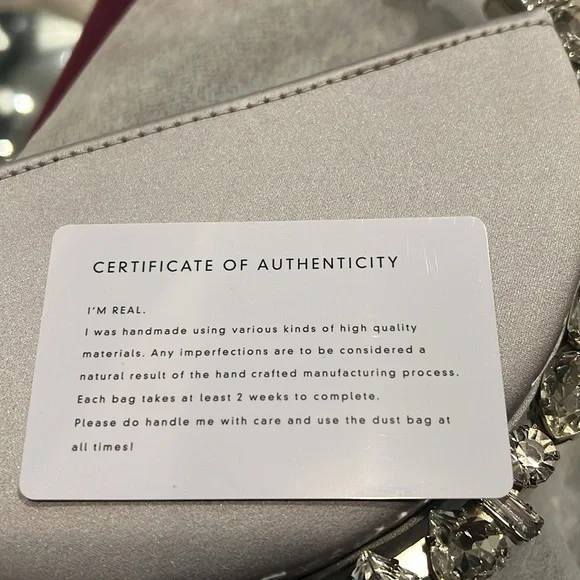 CERTIFICATE OF AUTHENTICITY
I'M REAL.
I was handmade using various kinds of high quality
materials. Any imperfections are to be considered a
natural result of the hand crafted manufacturing process.
Each bag takes at least 2 weeks to complete.
Please do handle me with care and use the dust bag at
all times!